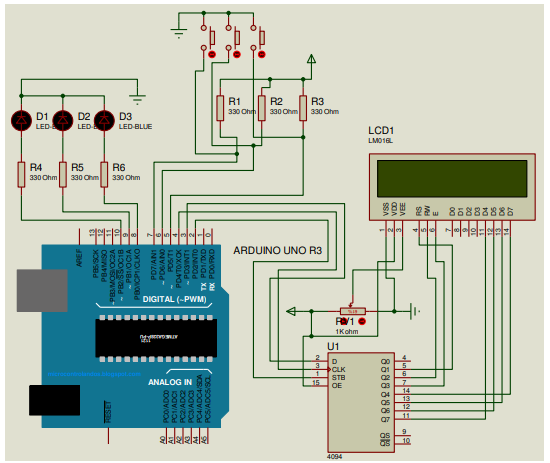 R1
330 Ohm
R2
330 Ohm
R3
330 Ohm
D1
D2
D3
LED-BLUE
R4
330 Ohm
R5
330 Ohm
R6
330 Ohm
LCD1
LM016L
VSS
VDD
VEE
RS
RW
E
D0
D1
D2
D3
D4
D5
D6
D7
1
2
3
4
5
6
7
8
9
10
11
12
13
14
13
12
11
10
9
8
7
6
5
4
3
2
1
0
AREF
PB5/SCK
PB4/MISO
PB3/MOSI/OC2A
PB2/SS/OC1B
PB1/OC1A
PB0/ICP1/CLKO
PD7/AIN1
PD6/AIN0
PD5/T1
PD4/T0/XCK
PD3/INT1
PD2/INT0
PD1/TXD
PD0/RXD
TX
RX
ARDUINO UNO R3
DIGITAL (~PWM)
1121
ATMEGA328P-PU
ANALOG IN
RESET
PC0/ADC0
PC1/ADC1
PC2/ADC2
PC3/ADC3
PC4/ADC4/SDA
PC5/ADC5/SCL
A0
A1
A2
A3
A4
A5
RV1
1K ohm
U1
2
3
1
15
D
CLK
STB
OE
Q0
Q1
Q2
Q3
Q4
Q5
Q6
Q7
QS
QS
4
5
6
7
14
13
12
11
9
10
4094